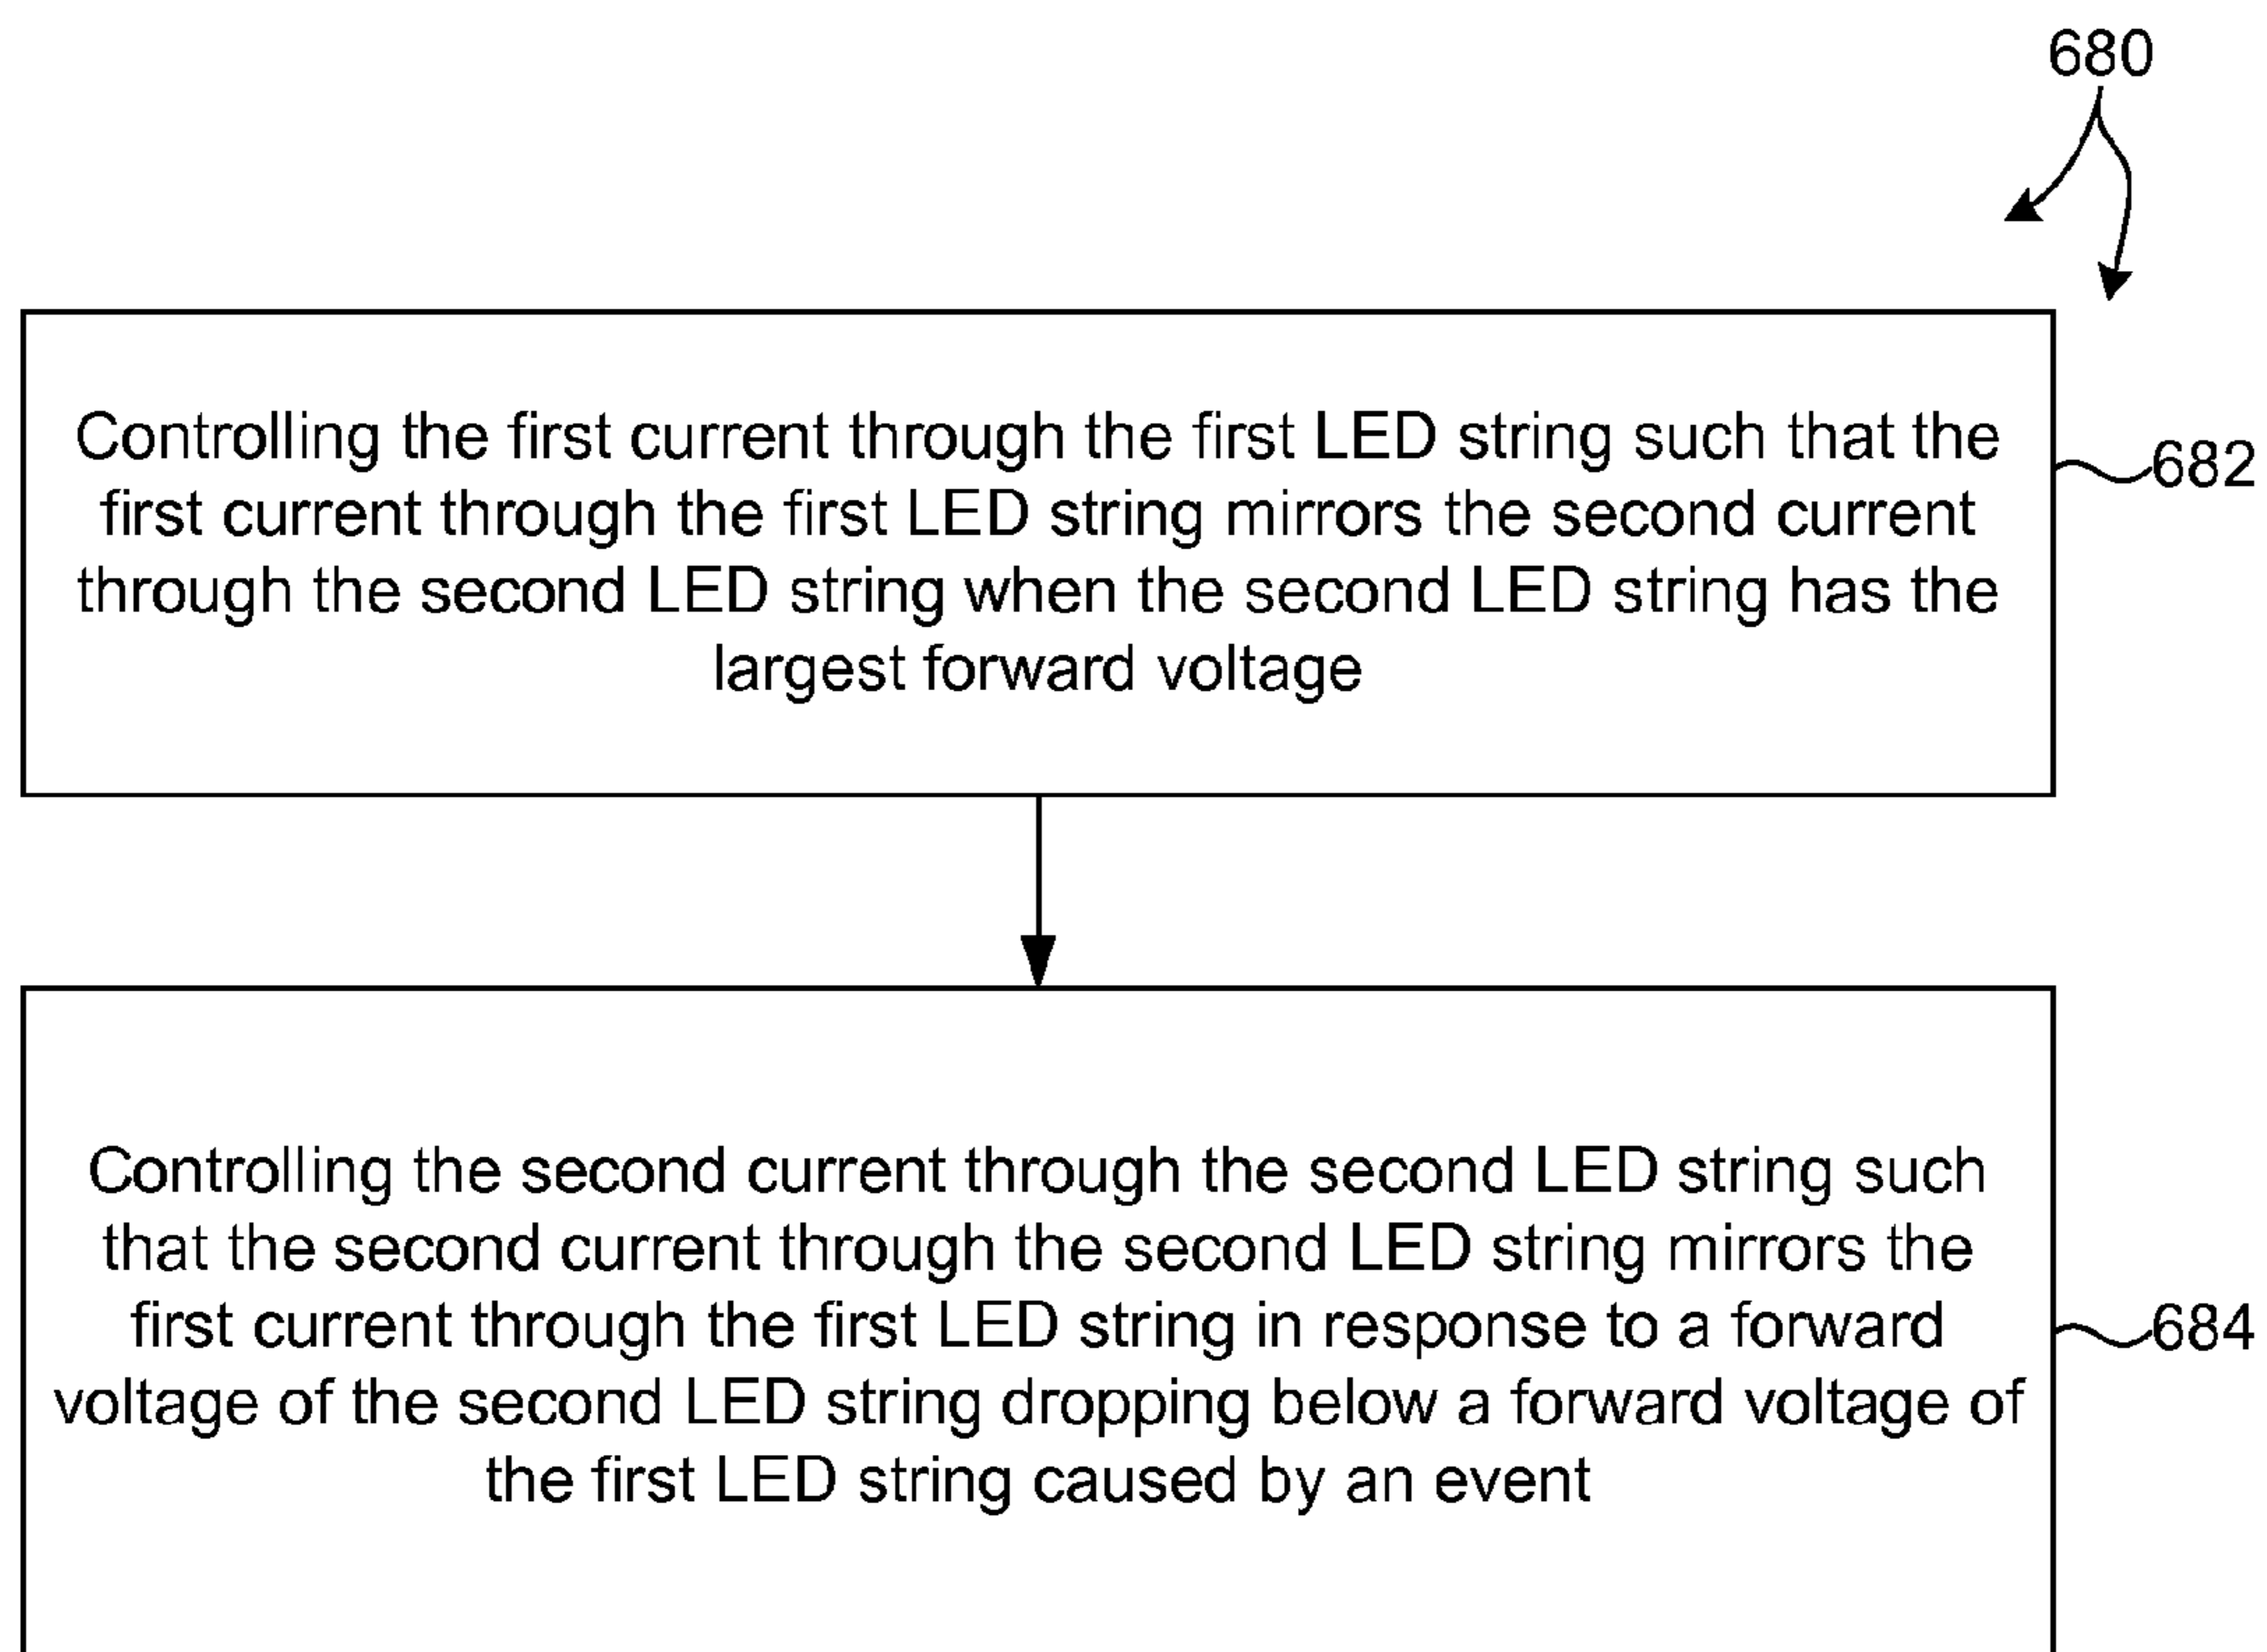 680
Controlling the first current through the first LED string such that the
first current through the first LED string mirrors the second current
through the second LED string when the second LED string has the
largest forward voltage
682
Controlling the second current through the second LED string such
that the second current through the second LED string mirrors the
first current through the first LED string in response to a forward
voltage of the second LED string dropping below a forward voltage of
the first LED string caused by an event
684